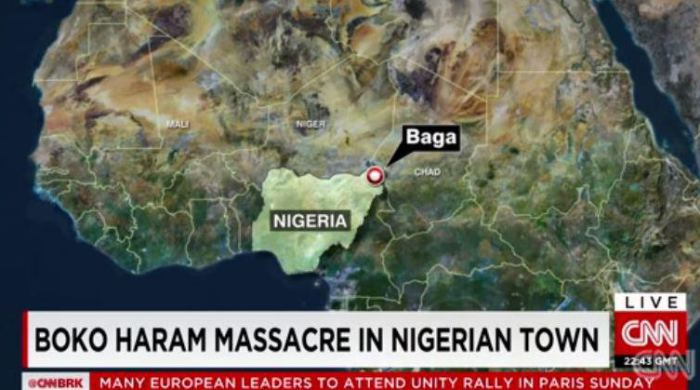 MALI
NIGER
Baga
CHAD
NIGERIA
LIVE
BOKO HARAM MASSACRE IN NIGERIAN TOWN
CNN
22:43 GMT
@CNNBRK
MANY EUROPEAN LEADERS TO ATTEND UNITY RALLY IN PARIS SUNDAY
CNN